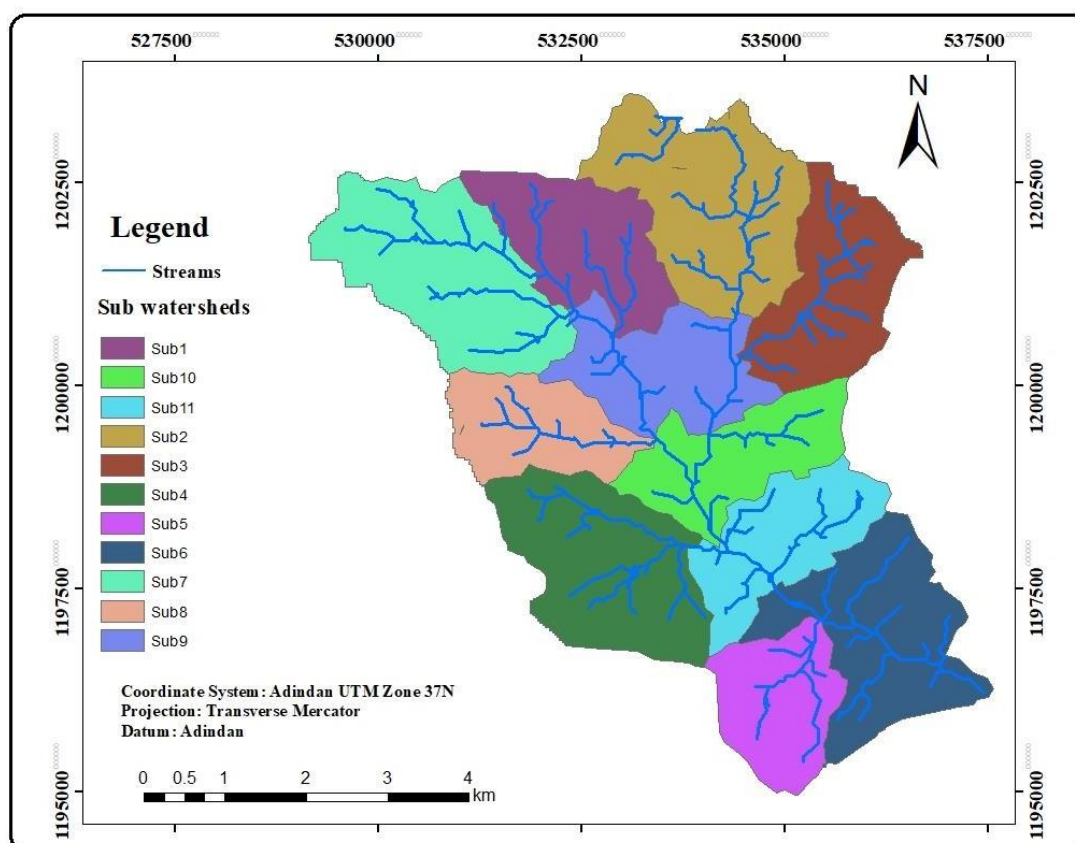 527500 530000 532500 535000 537500
N
1202500
1200000
1197500
1195000
1202500
1200000
1197500
1195000
Legend
Streams
Sub watersheds
Sub1
Sub10
Sub11
Sub2
Sub3
Sub4
Sub5
Sub6
Sub7
Sub8
Sub9
Coordinate System: Adindan UTM Zone 37N
Projection: Transverse Mercator
Datum: Adindan
0 0.5 1 2 3 4
km